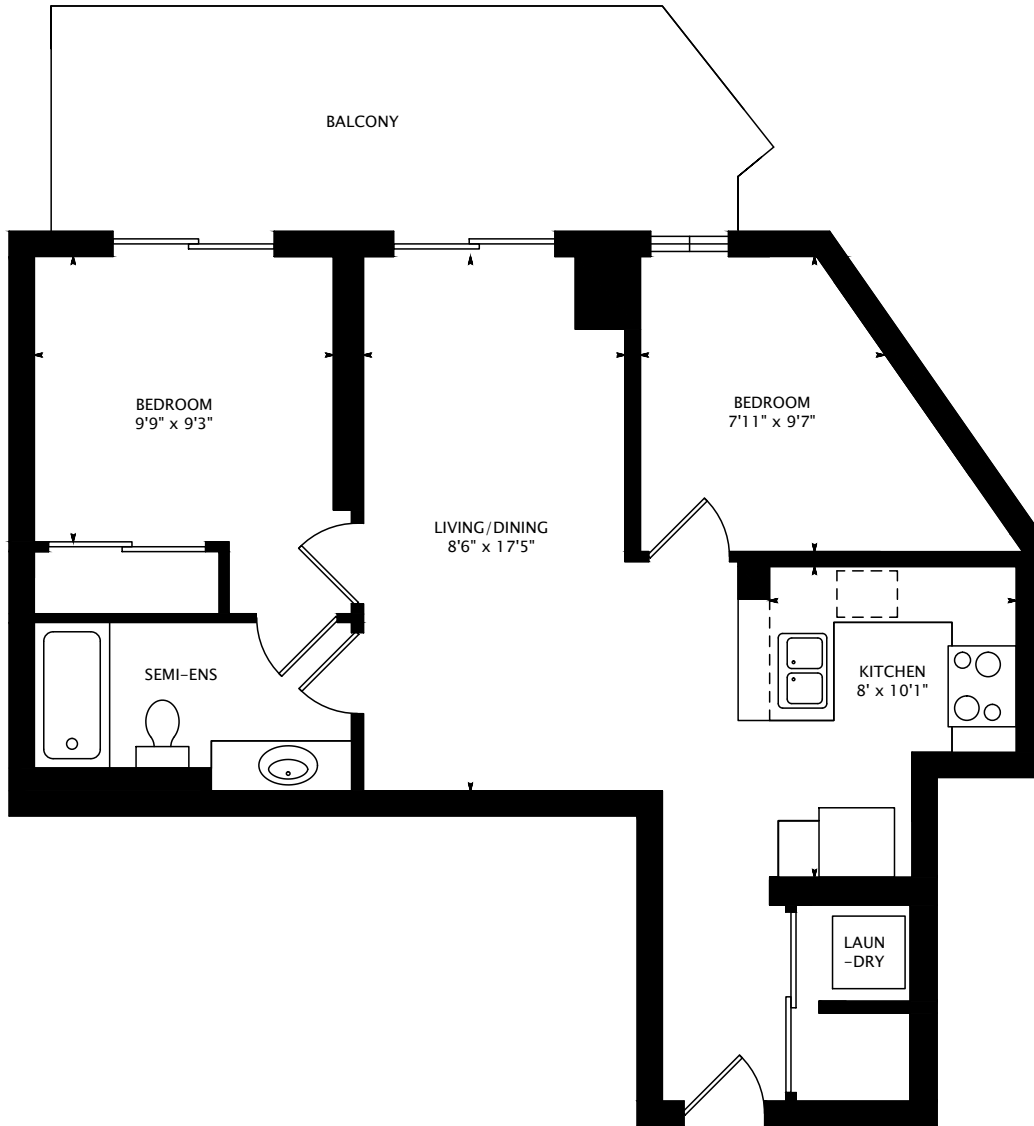 BALCONY
BEDROOM
9'9" x 9'3"
BEDROOM
7'11" x 9'7"
LIVING/DINING
8'6" x 17'5"
SEMI-ENS
KITCHEN
8' x 10'1"
LAUN
-DRY